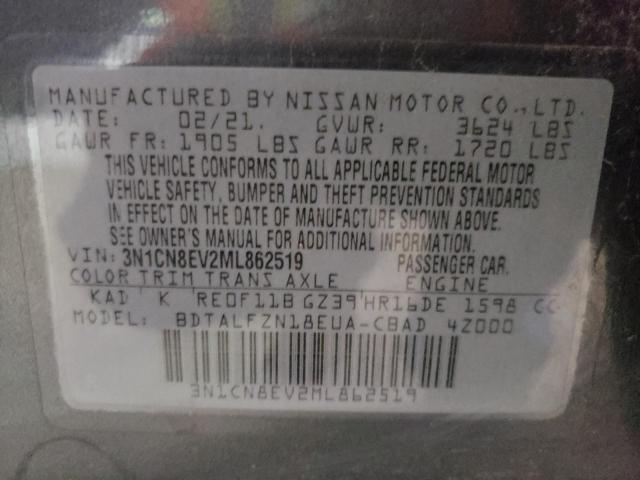 MANUFACTURED BY NISSAN MOTOR CO., LTD.
DATE: 02/21. GVWR: 3624 LBS
GAWR FR: 1905 LBS GAWR RR: 1720 LBS
THIS VEHICLE CONFORMS TO ALL APPLICABLE FEDERAL MOTOR
VEHICLE SAFETY, BUMPER AND THEFT PREVENTION STANDARDS
IN EFFECT ON THE DATE OF MANUFACTURE SHOWN ABOVE.
SEE OWNER'S MANUAL FOR ADDITIONAL INFORMATION.
VIN: 3N1CN8EV2ML862519 PASSENGER CAR.
COLOR TRIM TRANS AXLE ENGINE
KAD ' K ' RE0F11B GZ39 'HR16DE 1598 CC
MODEL: BDTALFZN18EUA-CBAD 4Z000
3N1CN8EV2ML862519